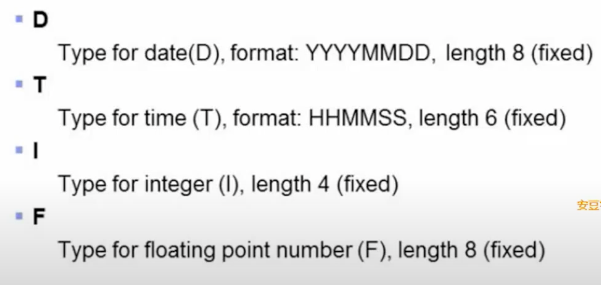 D
Type for date(D), format: YYYYMMDD, length 8 (fixed)
T
Type for time (T), format: HHMMSS, length 6 (fixed)
I
Type for integer (I), length 4 (fixed)
安豆
F
Type for floating point number (F), length 8 (fixed)